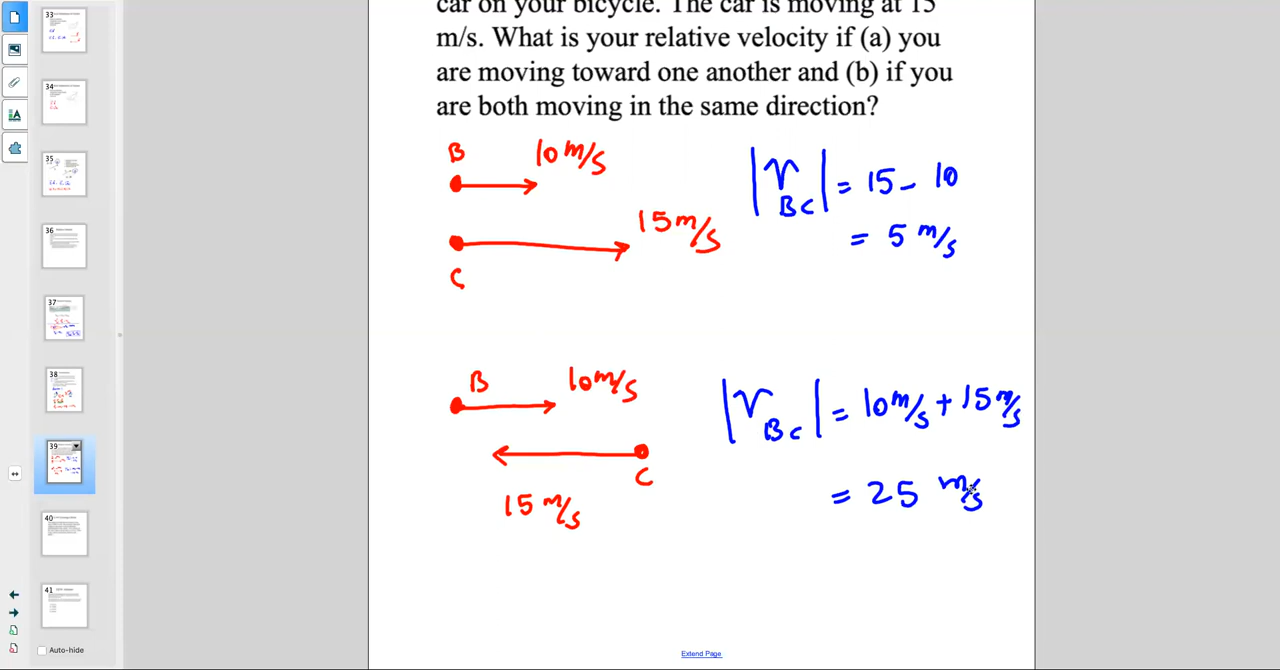 33
34
35
36
37
38
39
40
41
Auto-hide
car on your bicycle. The car is moving at 15
m/s. What is your relative velocity if (a) you
are moving toward one another and (b) if you
are both moving in the same direction?
B 10 m/s
15 m/s
C
|V BC| = 15 - 10
= 5 m/s
B 10 m/s
C
15 m/s
|V BC| = 10 m/s + 15 m/s
= 25 m/s
Extend Page